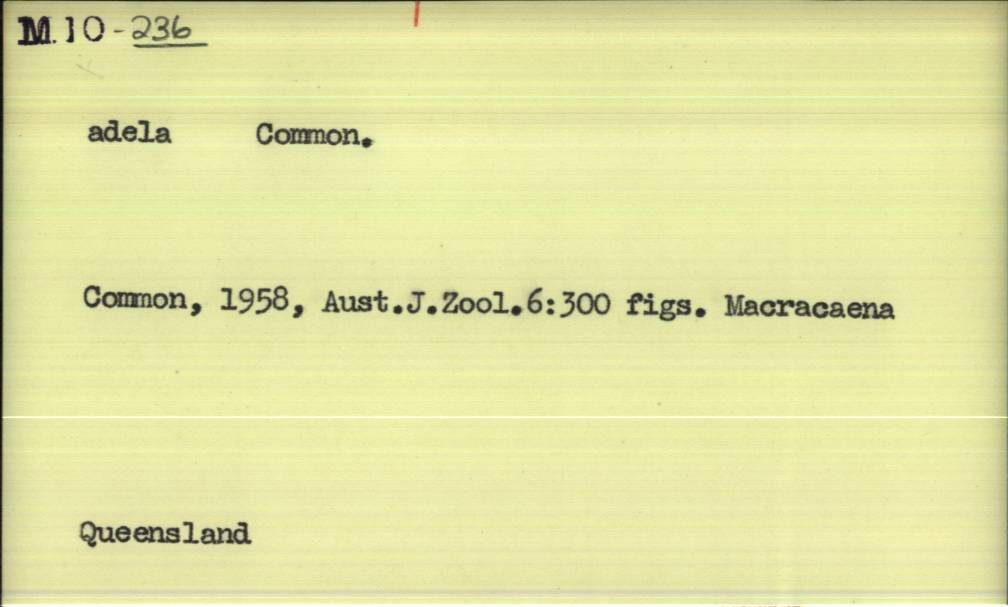 M.10-236
adela Common.
Common, 1958, Aust.J.Zool.6:300 figs. Macracaena
Queensland